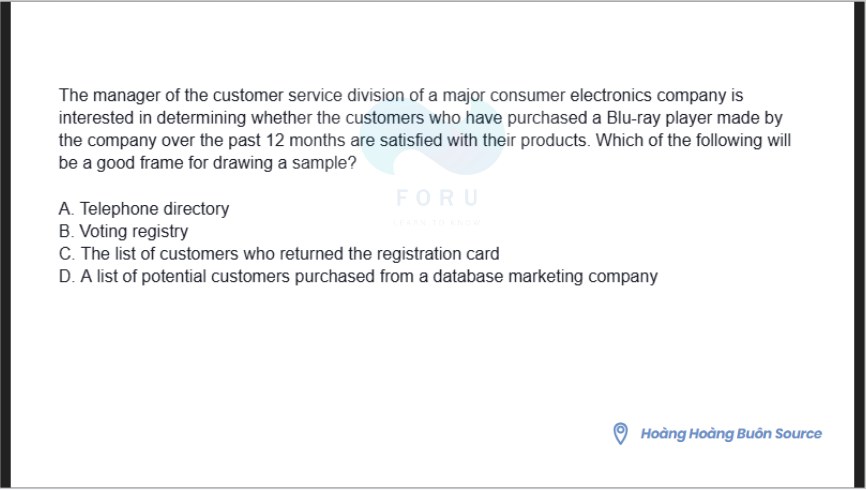 The manager of the customer service division of a major consumer electronics company is
interested in determining whether the customers who have purchased a Blu-ray player made by
the company over the past 12 months are satisfied with their products. Which of the following will
be a good frame for drawing a sample?
FORU
A. Telephone directory
B. Voting registry
C. The list of customers who returned the registration card
D. A list of potential customers purchased from a database marketing company
Hoàng Hoàng Buôn Source